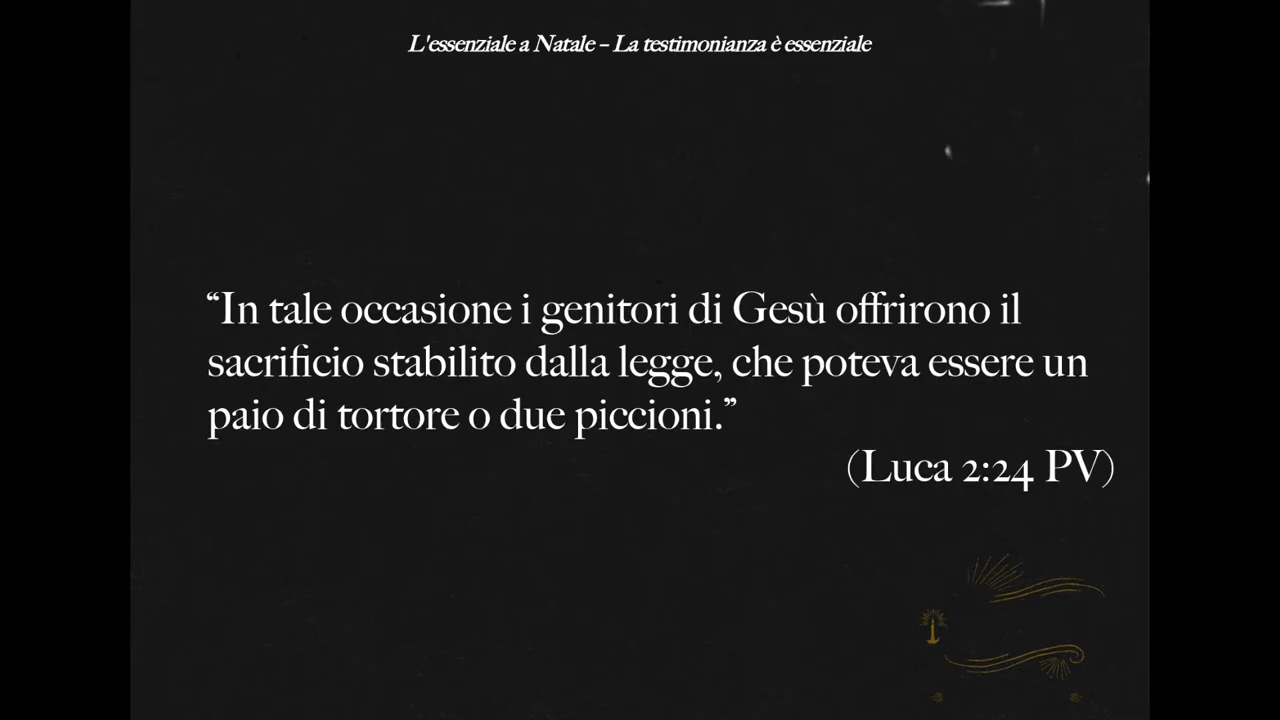 L'essenziale a Natale – La testimonianza è essenziale
“In tale occasione i genitori di Gesù offrirono il
sacrificio stabilito dalla legge, che poteva essere un
paio di tortore o due piccioni.”
(Luca 2:24 PV)